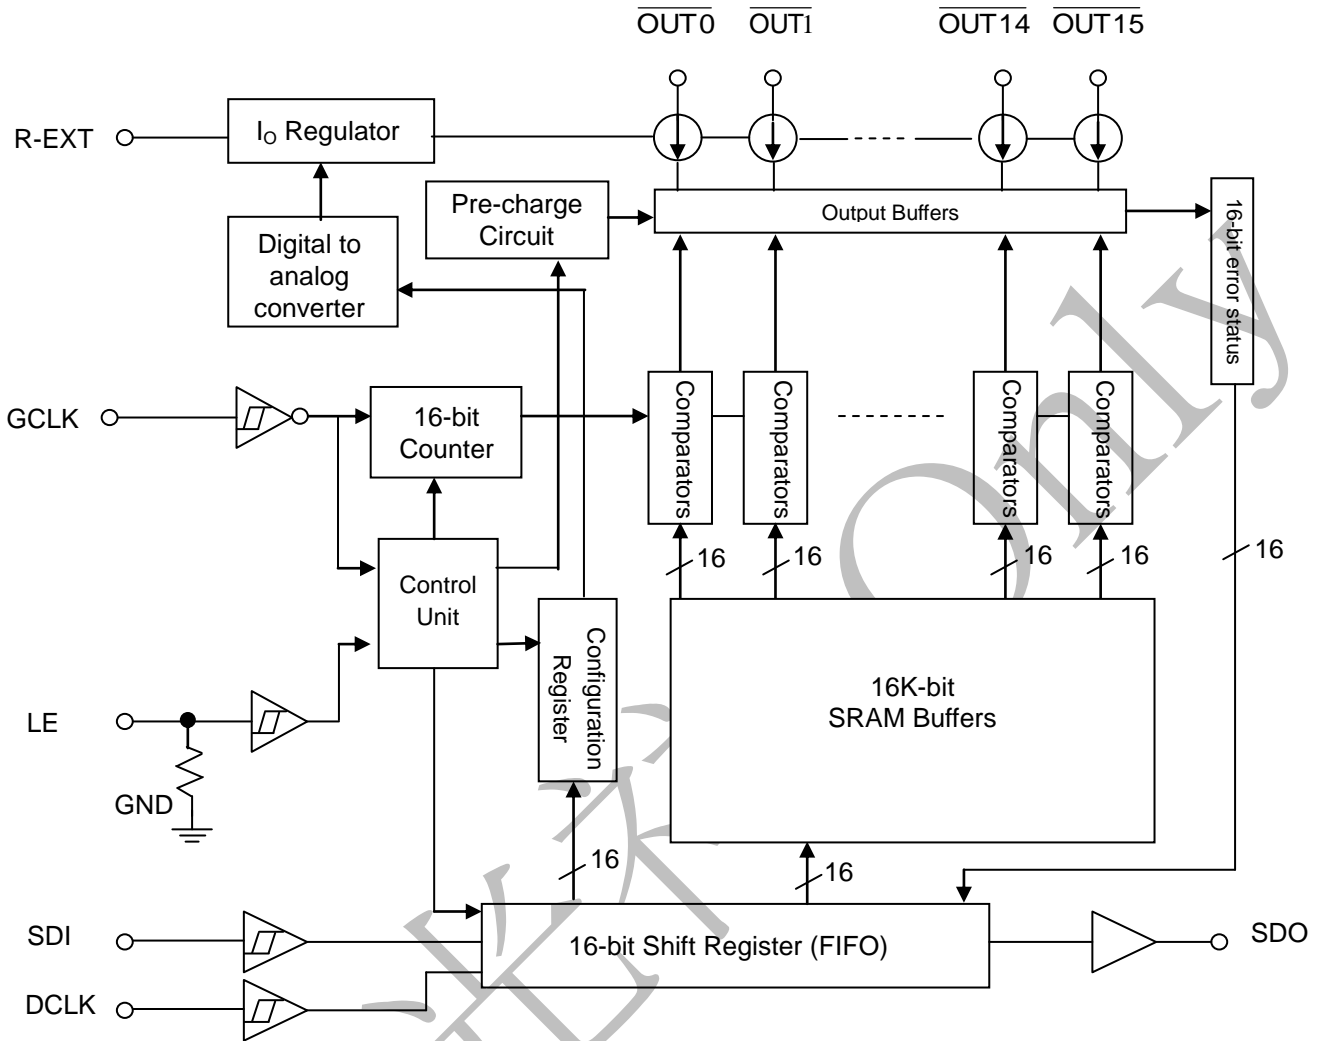 OUT0 OUT1 OUT14 OUT15
R-EXT
IO Regulator
Pre-charge
Circuit
Output Buffers
16-bit error status
Digital to
analog
converter
GCLK
16-bit
Counter
Comparators
Comparators
Comparators
Comparators
16
16
16
16
16
Control
Unit
Configuration
Register
16K-bit
SRAM Buffers
LE
GND
16
16
SDI
16-bit Shift Register (FIFO)
SDO
DCLK
Only